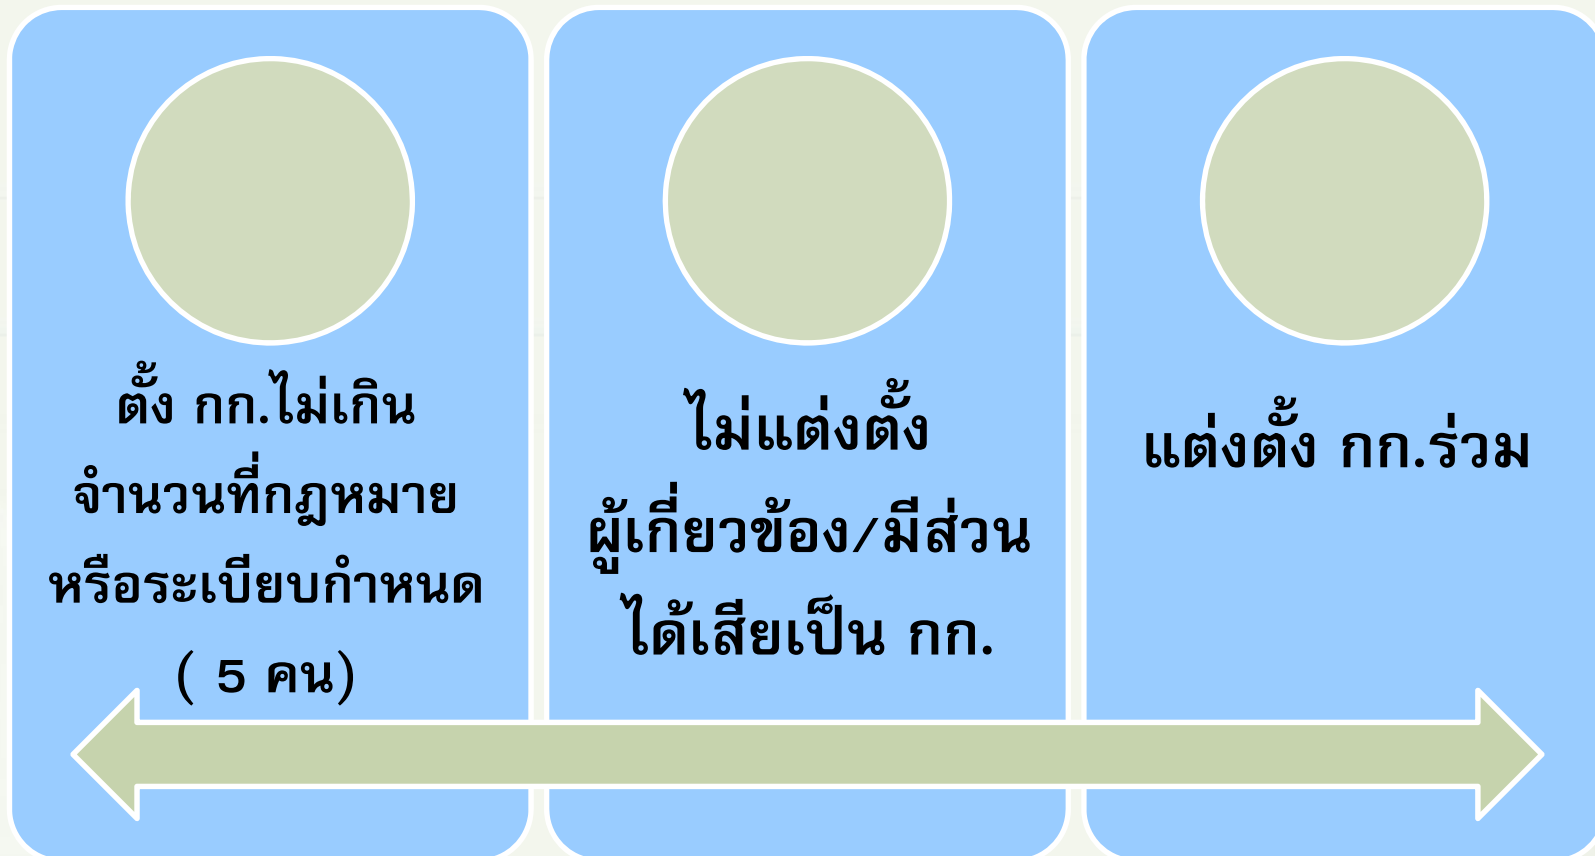 ตั้ง กก.ไม่เกิน
จำนวนที่กฎหมาย
หรือระเบียบกำหนด
( 5 คน)
ไม่แต่งตั้ง
ผู้เกี่ยวข้อง/มีส่วน
ได้เสียเป็น กก.
แต่งตั้ง กก.ร่วม